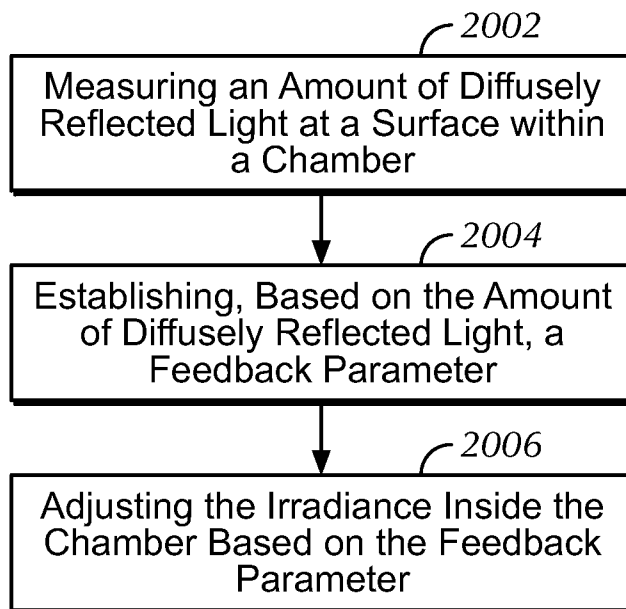 2002
Measuring an Amount of Diffusely
Reflected Light at a Surface within
a Chamber
2004
Establishing, Based on the Amount
of Diffusely Reflected Light, a
Feedback Parameter
2006
Adjusting the Irradiance Inside the
Chamber Based on the Feedback
Parameter